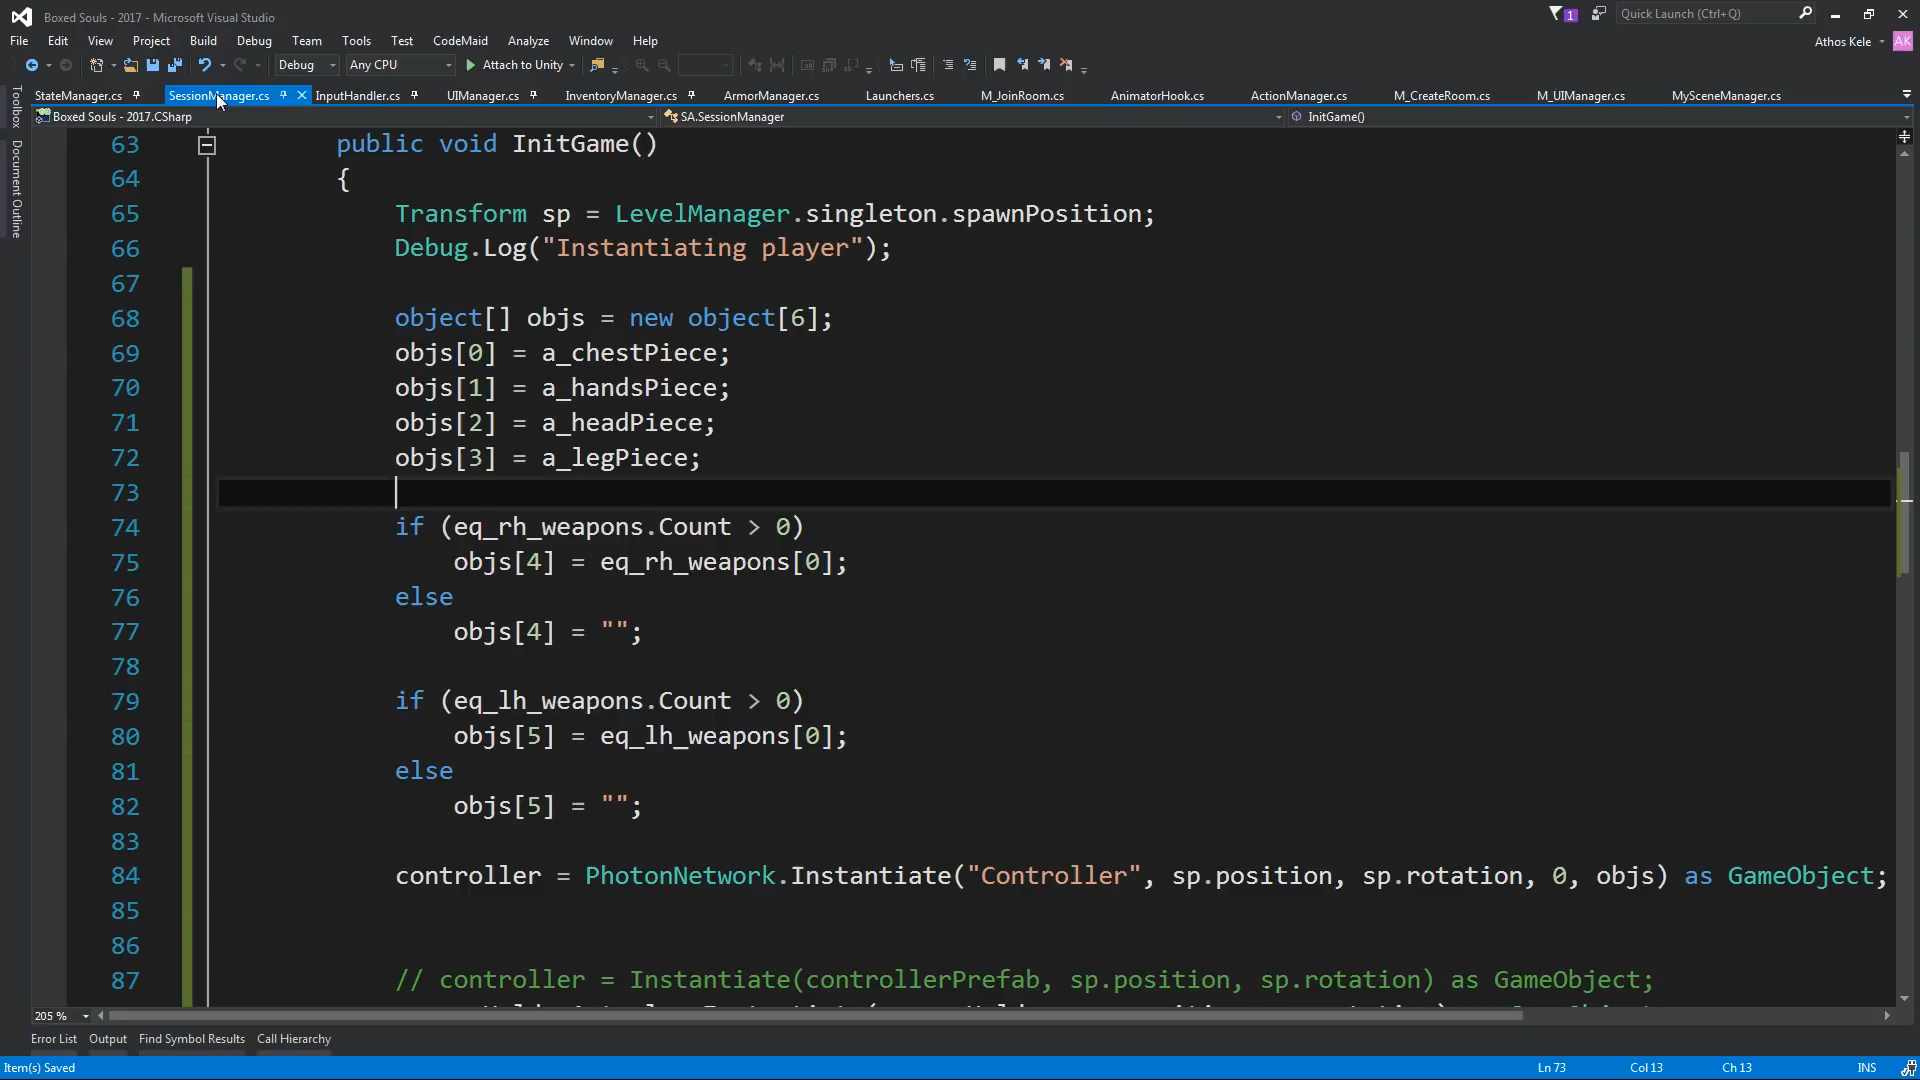 Boxed Souls - 2017 - Microsoft Visual Studio
1
Quick Launch (Ctrl+Q)
File Edit View Project Build Debug Team Tools Test CodeMaid Analyze Window Help
Athos Kele AK
Debug Any CPU Attach to Unity
StateManager.cs SessionManager.cs InputHandler.cs UIManager.cs InventoryManager.cs ArmorManager.cs Launchers.cs M_JoinRoom.cs AnimatorHook.cs ActionManager.cs M_CreateRoom.cs M_UIManager.cs MySceneManager.cs
Boxed Souls - 2017.CSharp SA.SessionManager InitGame()
Toolbox
Document Outline
63 public void InitGame()
64 {
65 Transform sp = LevelManager.singleton.spawnPosition;
66 Debug.Log("Instantiating player");
67
68 object[] objs = new object[6];
69 objs[0] = a_chestPiece;
70 objs[1] = a_handsPiece;
71 objs[2] = a_headPiece;
72 objs[3] = a_legPiece;
73
74 if (eq_rh_weapons.Count > 0)
75 objs[4] = eq_rh_weapons[0];
76 else
77 objs[4] = "";
78
79 if (eq_lh_weapons.Count > 0)
80 objs[5] = eq_lh_weapons[0];
81 else
82 objs[5] = "";
83
84 controller = PhotonNetwork.Instantiate("Controller", sp.position, sp.rotation, 0, objs) as GameObject;
85
86
87 // controller = Instantiate(controllerPrefab, sp.position, sp.rotation) as GameObject;
205 %
Error List Output Find Symbol Results Call Hierarchy
Item(s) Saved Ln 73 Col 13 Ch 13 INS